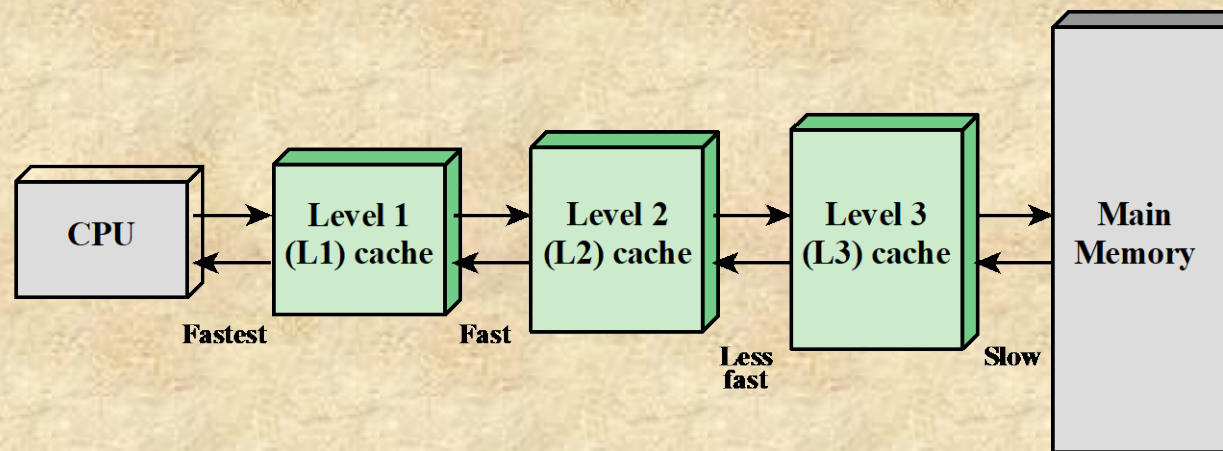 CPU
Level 1
(L1) cache
Level 2
(L2) cache
Level 3
(L3) cache
Main
Memory
Fastest
Fast
Less
fast
Slow